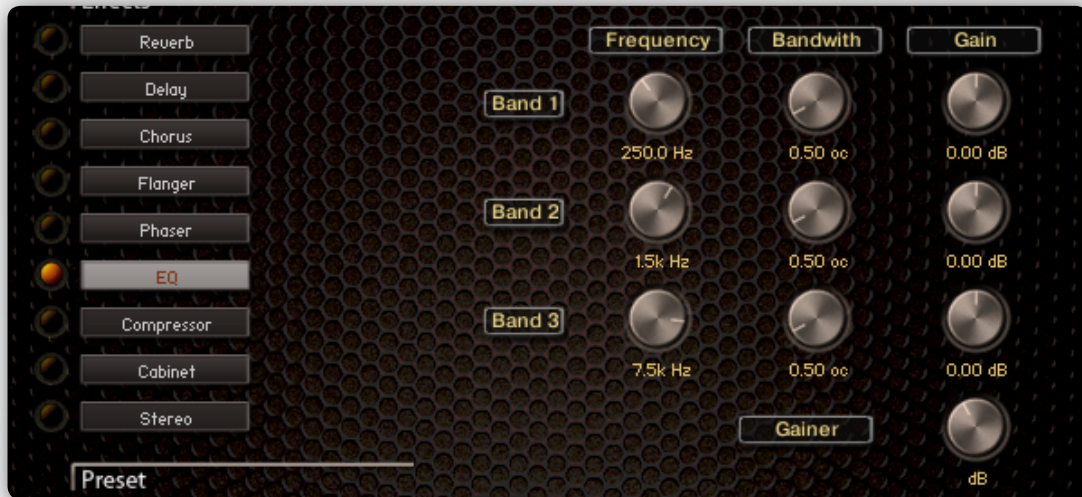 Effects
Reverb
Delay
Chorus
Flanger
Phaser
EQ
Compressor
Cabinet
Stereo
Preset
Frequency Bandwith Gain
Band 1
250.0 Hz 0.50 oc 0.00 dB
Band 2
1.5k Hz 0.50 oc 0.00 dB
Band 3
7.5k Hz 0.50 oc 0.00 dB
Gainer
dB